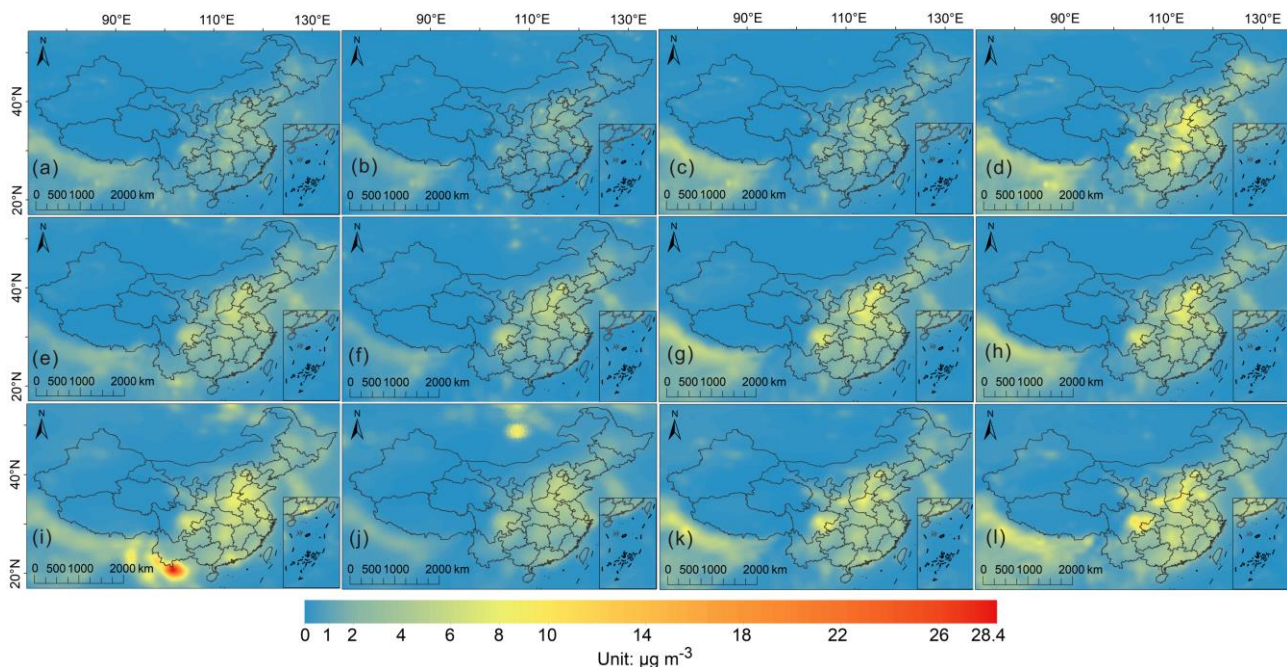 90°E 110°E 130°E 90°E 110°E 130°E 90°E 110°E 130°E 90°E 110°E 130°E
N N N N
40°N
(a) (b) (c) (d)
0 500 1000 2000 km 0 500 1000 2000 km 0 500 1000 2000 km 0 500 1000 2000 km
20°N
N N N N
40°N
(e) (f) (g) (h)
0 500 1000 2000 km 0 500 1000 2000 km 0 500 1000 2000 km 0 500 1000 2000 km
20°N
N N N N
40°N
(i) (j) (k) (l)
0 500 1000 2000 km 0 500 1000 2000 km 0 500 1000 2000 km 0 500 1000 2000 km
20°N
0 1 2 4 6 8 10 14 18 22 26 28.4
Unit: µg m⁻³